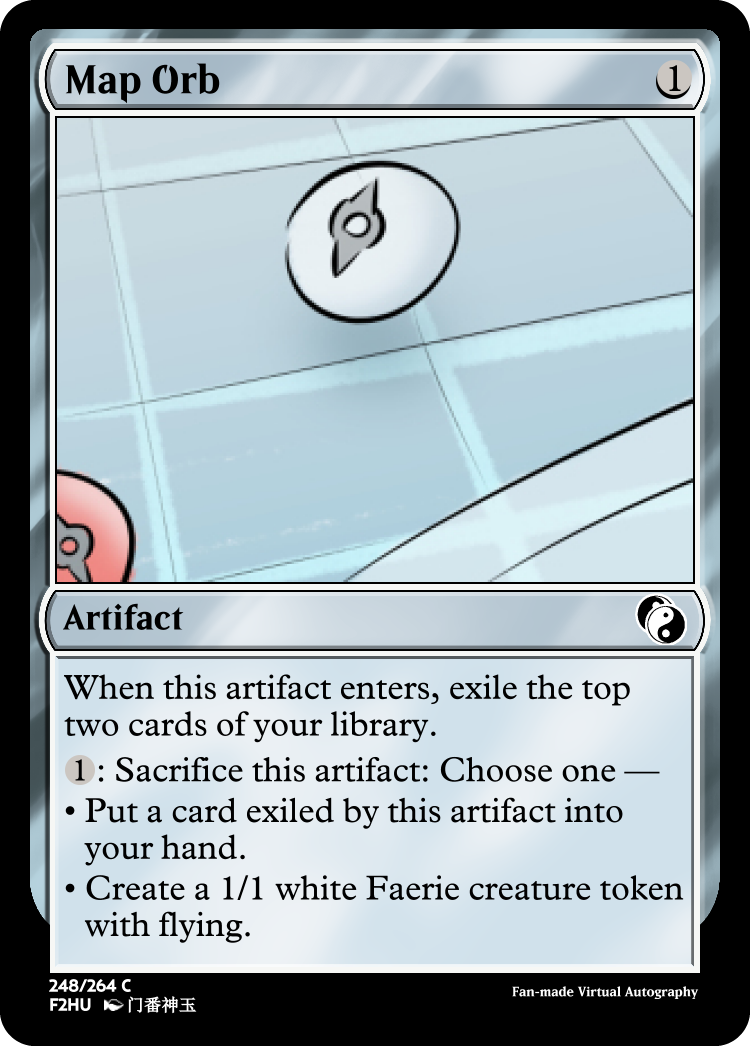 Map Orb
1
Artifact
When this artifact enters, exile the top
two cards of your library.
1: Sacrifice this artifact: Choose one —
• Put a card exiled by this artifact into
your hand.
• Create a 1/1 white Faerie creature token
with flying.
248/264 C
F2HU 门番神玉
Fan-made Virtual Autography